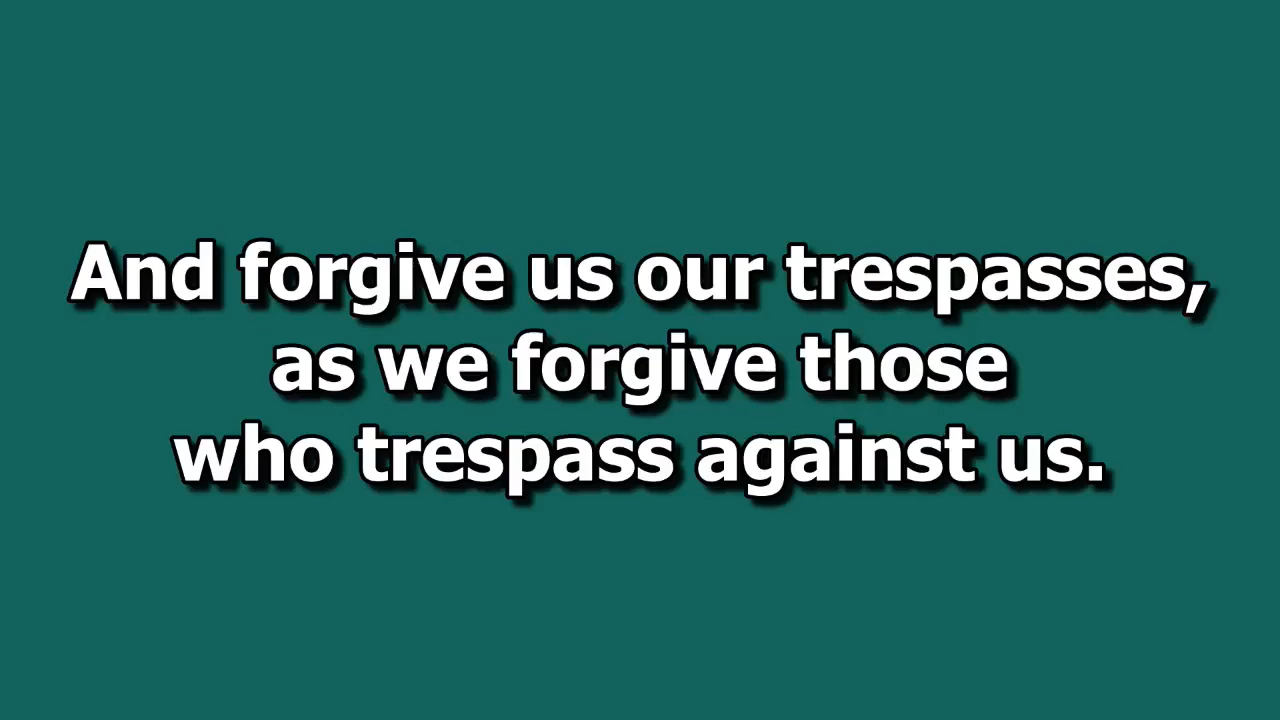 And forgive us our trespasses,
as we forgive those
who trespass against us.